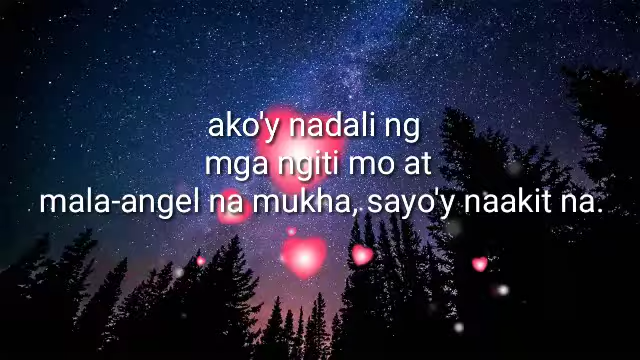 ako'y nadali ng
mga ngiti mo at
mala-angel na mukha, sayo'y naakit na.